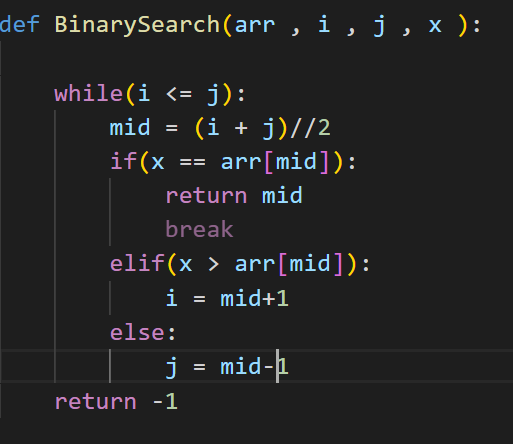 def BinarySearch(arr , i , j , x ):
    while(i <= j):
        mid = (i + j)//2
        if(x == arr[mid]):
            return mid
            break
        elif(x > arr[mid]):
            i = mid+1
        else:
            j = mid-1
    return -1